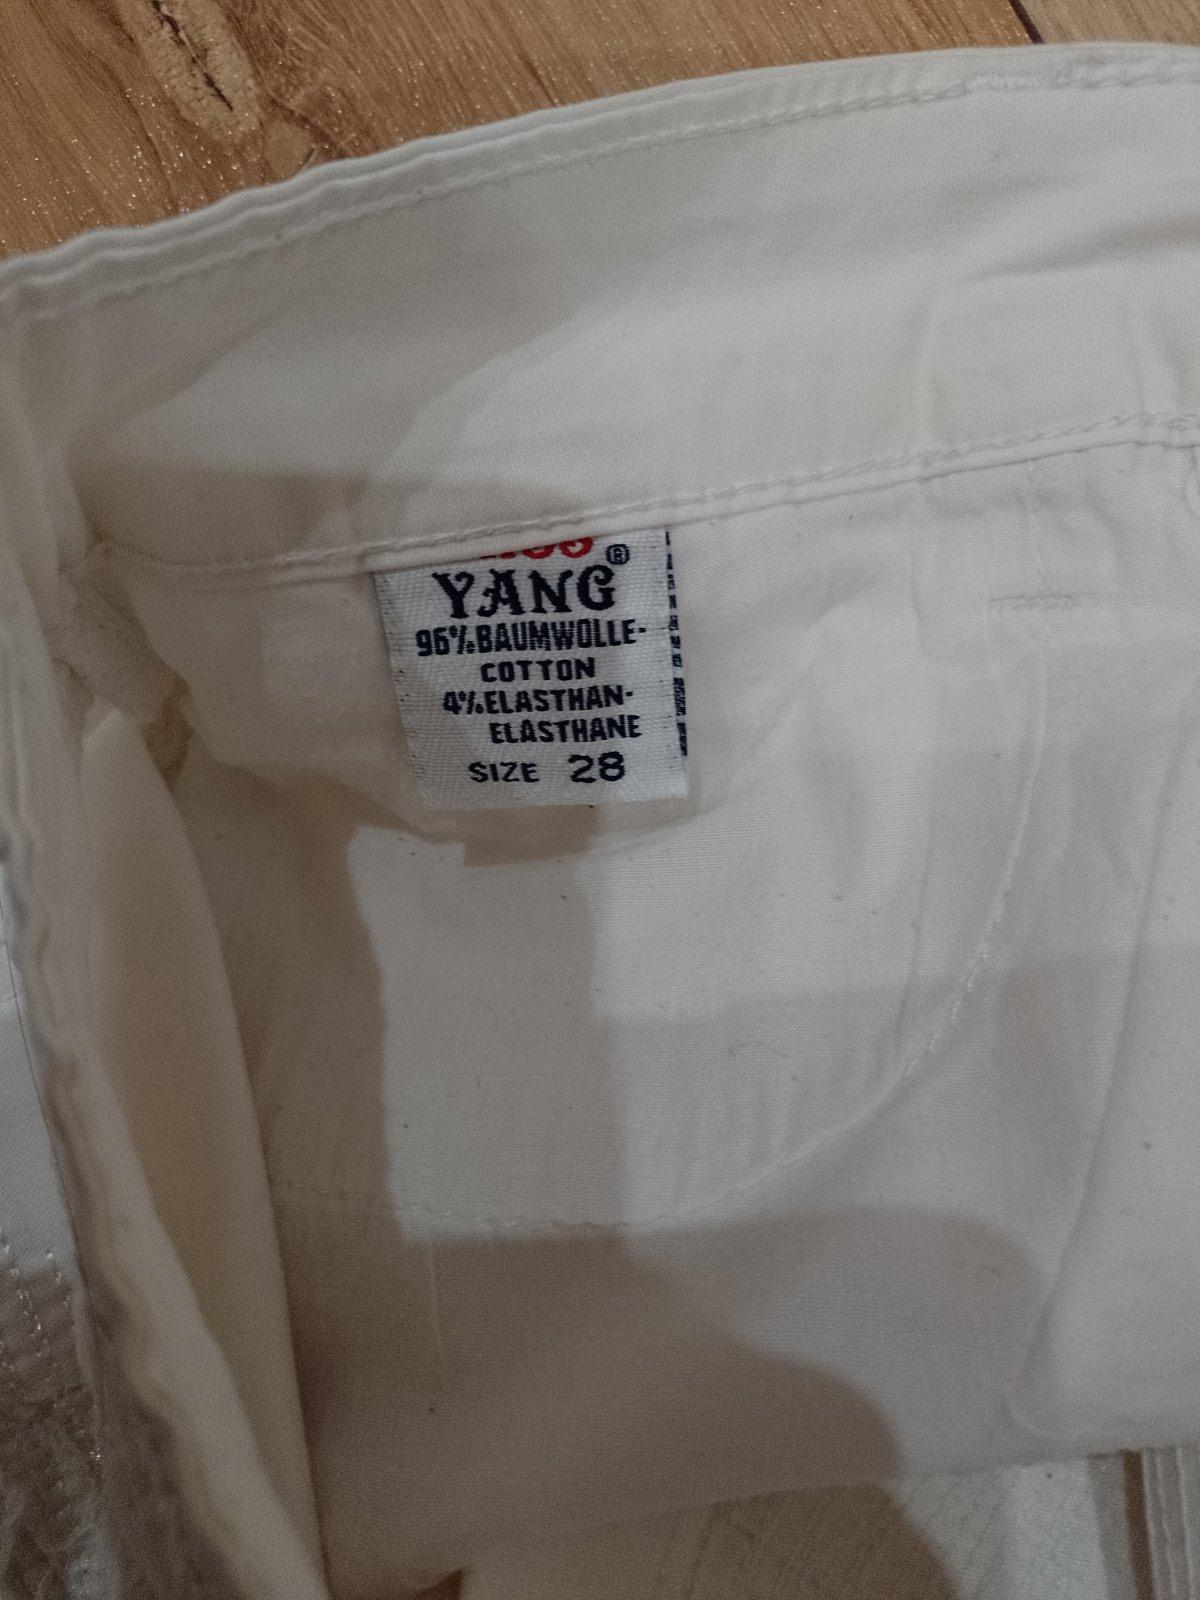 YANG®
96%BAUMWOLLE-
COTTON
4%ELASTHAN-
ELASTHANE
SIZE 28